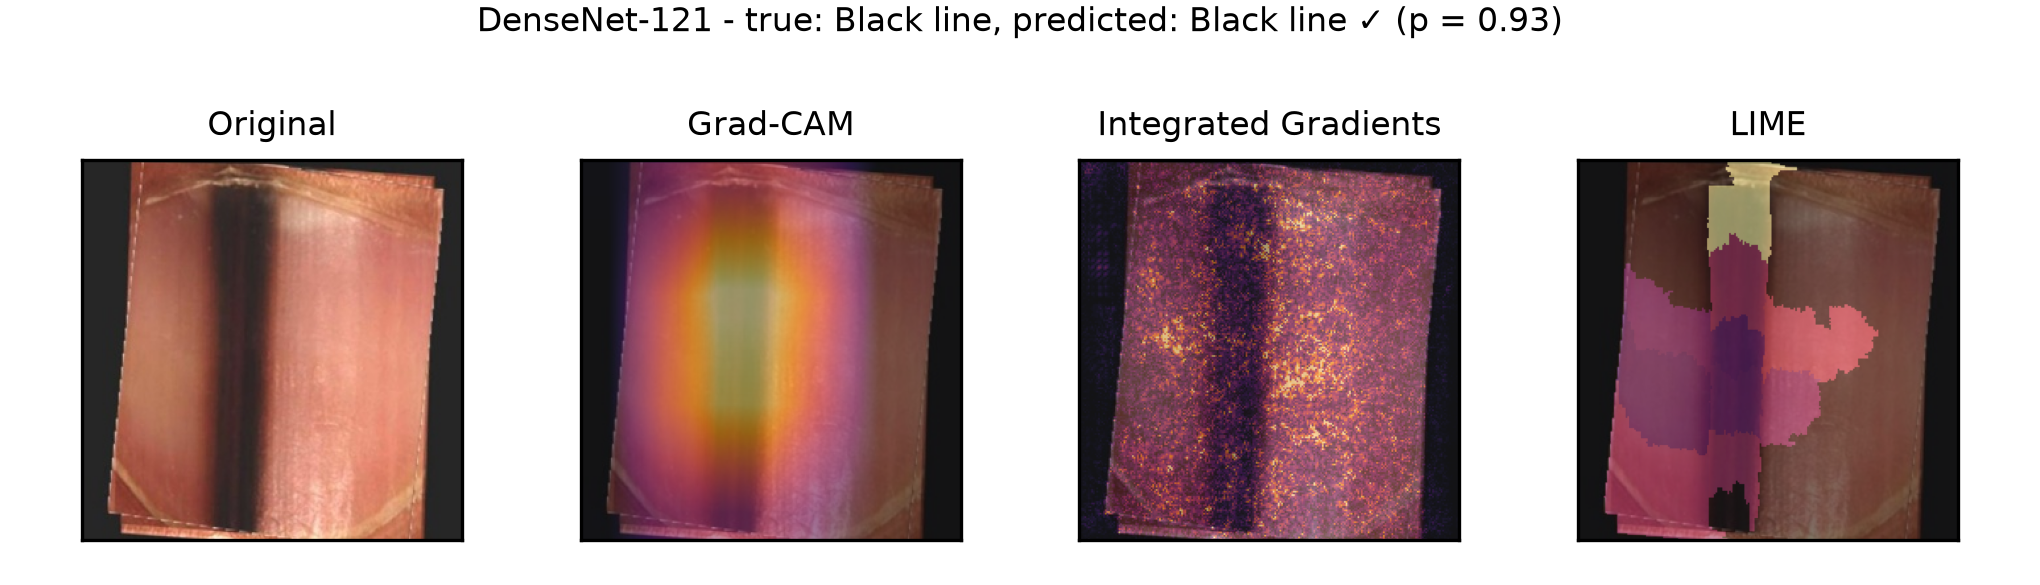 DenseNet-121 - true: Black line, predicted: Black line ✓ (p = 0.93)
Original
Grad-CAM
Integrated Gradients
LIME